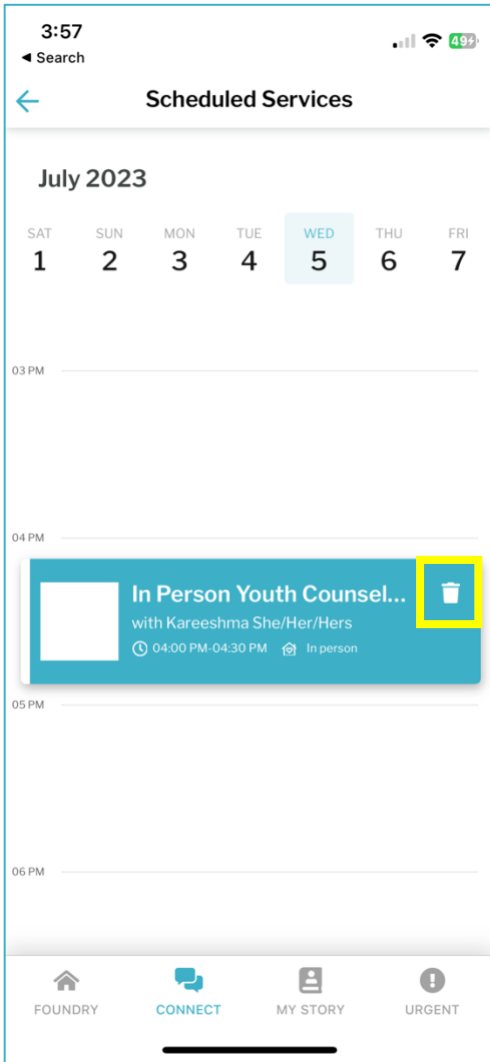 3:57
49
◀ Search
Scheduled Services
July 2023
SAT SUN MON TUE WED THU FRI
1 2 3 4 5 6 7
03 PM
04 PM
In Person Youth Counsel...
with Kareeshma She/Her/Hers
04:00 PM-04:30 PM In person
05 PM
06 PM
FOUNDRY CONNECT MY STORY URGENT